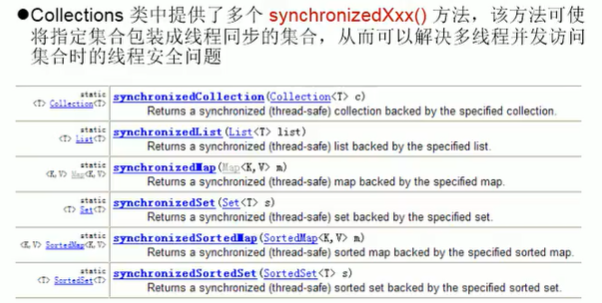 ●Collections 类中提供了多个 synchronizedXxx() 方法，该方法可使
将指定集合包装成线程同步的集合，从而可以解决多线程并发访问
集合时的线程安全问题
static
<T> Collection<T>
synchronizedCollection(Collection<T> c)
Returns a synchronized (thread-safe) collection backed by the specified collection.
static
<T> List<T>
synchronizedList(List<T> list)
Returns a synchronized (thread-safe) list backed by the specified list.
static
<K,V> Map<K,V>
synchronizedMap(Map<K,V> m)
Returns a synchronized (thread-safe) map backed by the specified map.
static
<T> Set<T>
synchronizedSet(Set<T> s)
Returns a synchronized (thread-safe) set backed by the specified set.
static
<K,V> SortedMap<K,V>
synchronizedSortedMap(SortedMap<K,V> m)
Returns a synchronized (thread-safe) sorted map backed by the specified sorted map.
static
<T> SortedSet<T>
synchronizedSortedSet(SortedSet<T> s)
Returns a synchronized (thread-safe) sorted set backed by the specified sorted set.